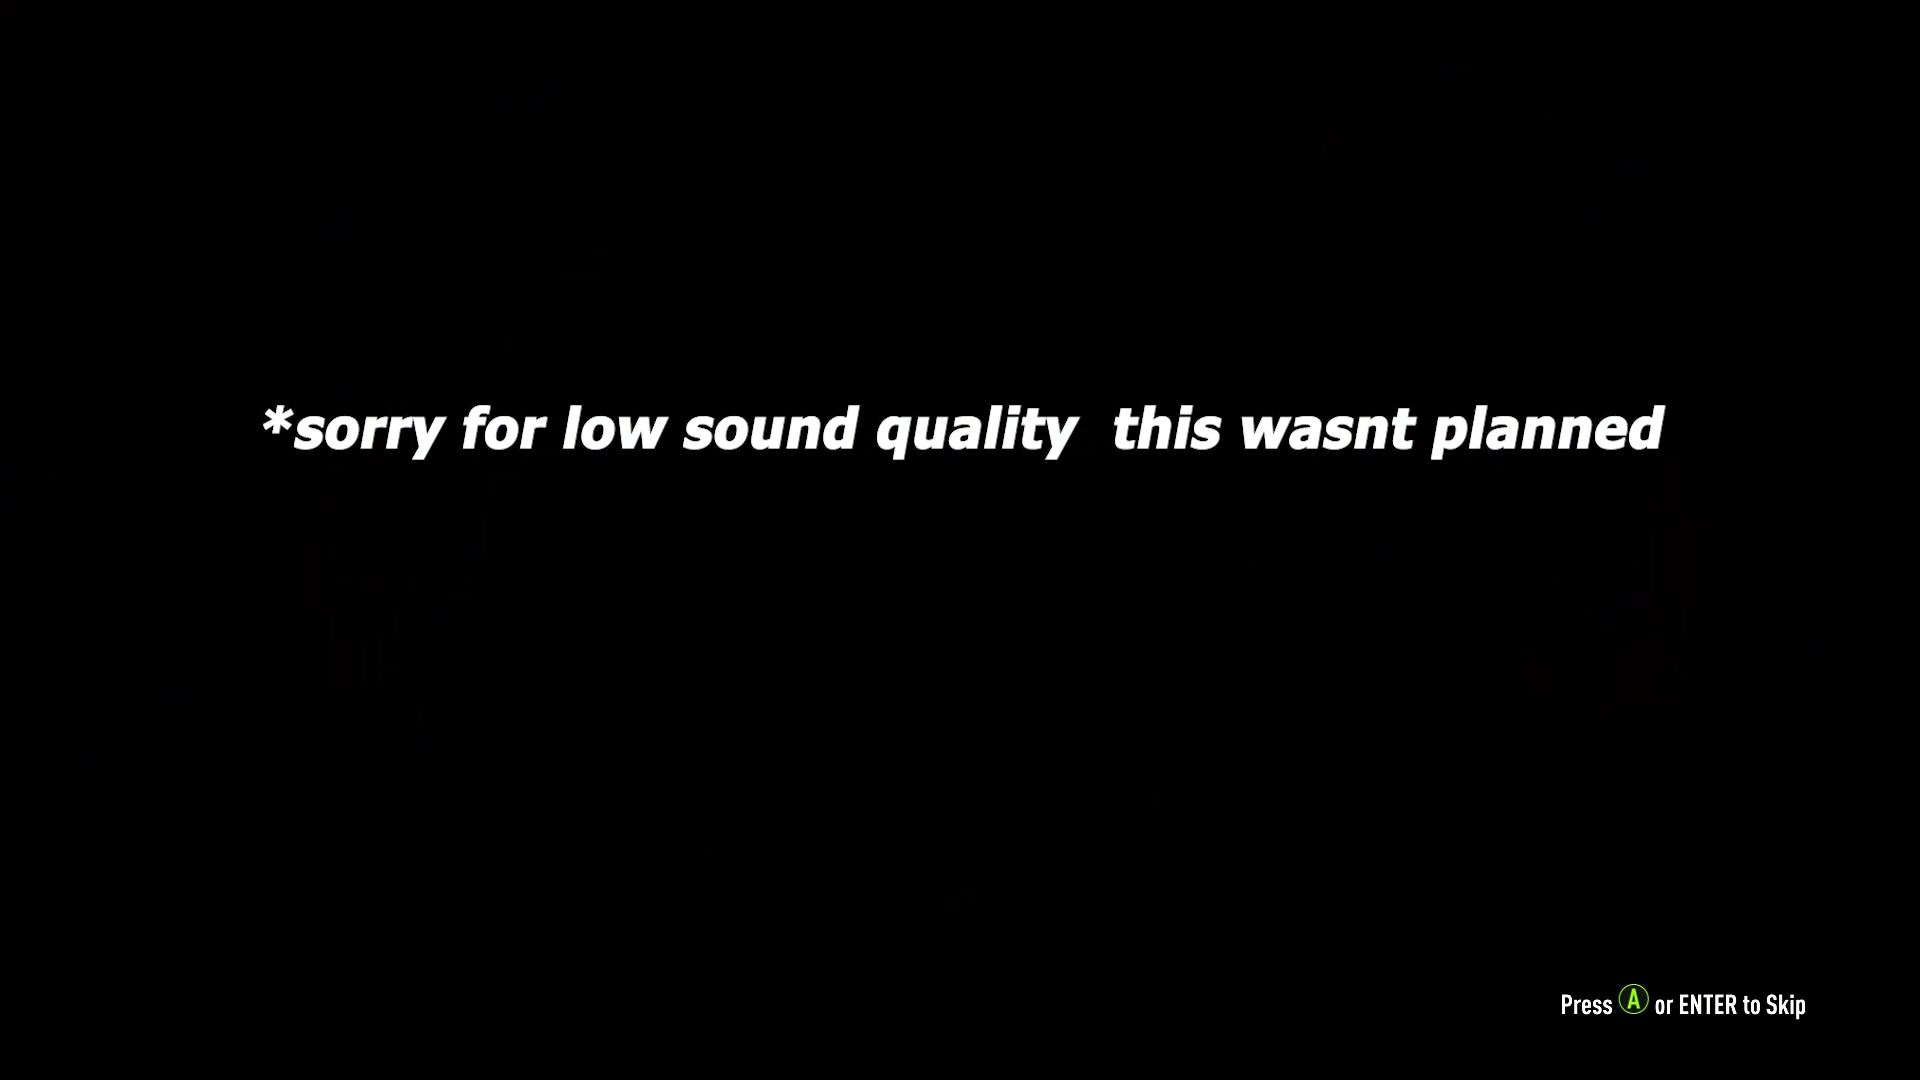 *sorry for low sound quality  this wasnt planned
Press A or ENTER to Skip